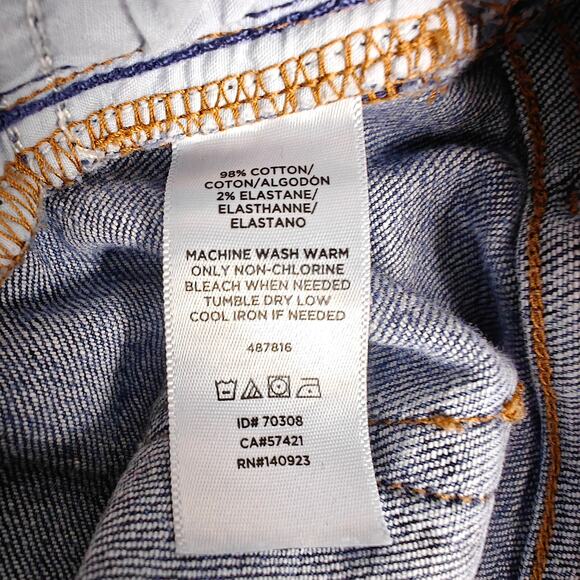 98% COTTON/
COTON/ALGODÓN
2% ELASTANE/
ELASTHANNE/
ELASTANO
MACHINE WASH WARM
ONLY NON-CHLORINE
BLEACH WHEN NEEDED
TUMBLE DRY LOW
COOL IRON IF NEEDED
487816
ID# 70308
CA#57421
RN#140923